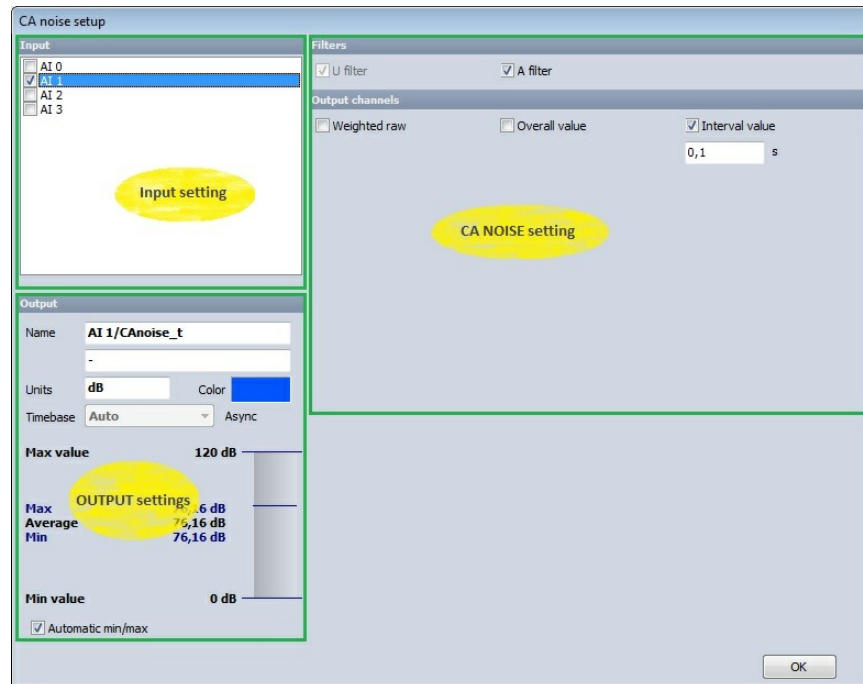 CA noise setup
Input
AI 0
AI 1
AI 2
AI 3
Input setting
Filters
U filter A filter
Output channels
Weighted raw Overall value Interval value
0,1 s
CA NOISE setting
Output
Name AI 1/CAnoise_t
-
Units dB Color
Timebase Auto Async
Max value 120 dB
OUTPUT settings
Max ,16 dB
Average 76,16 dB
Min 76,16 dB
Min value 0 dB
Automatic min/max
OK